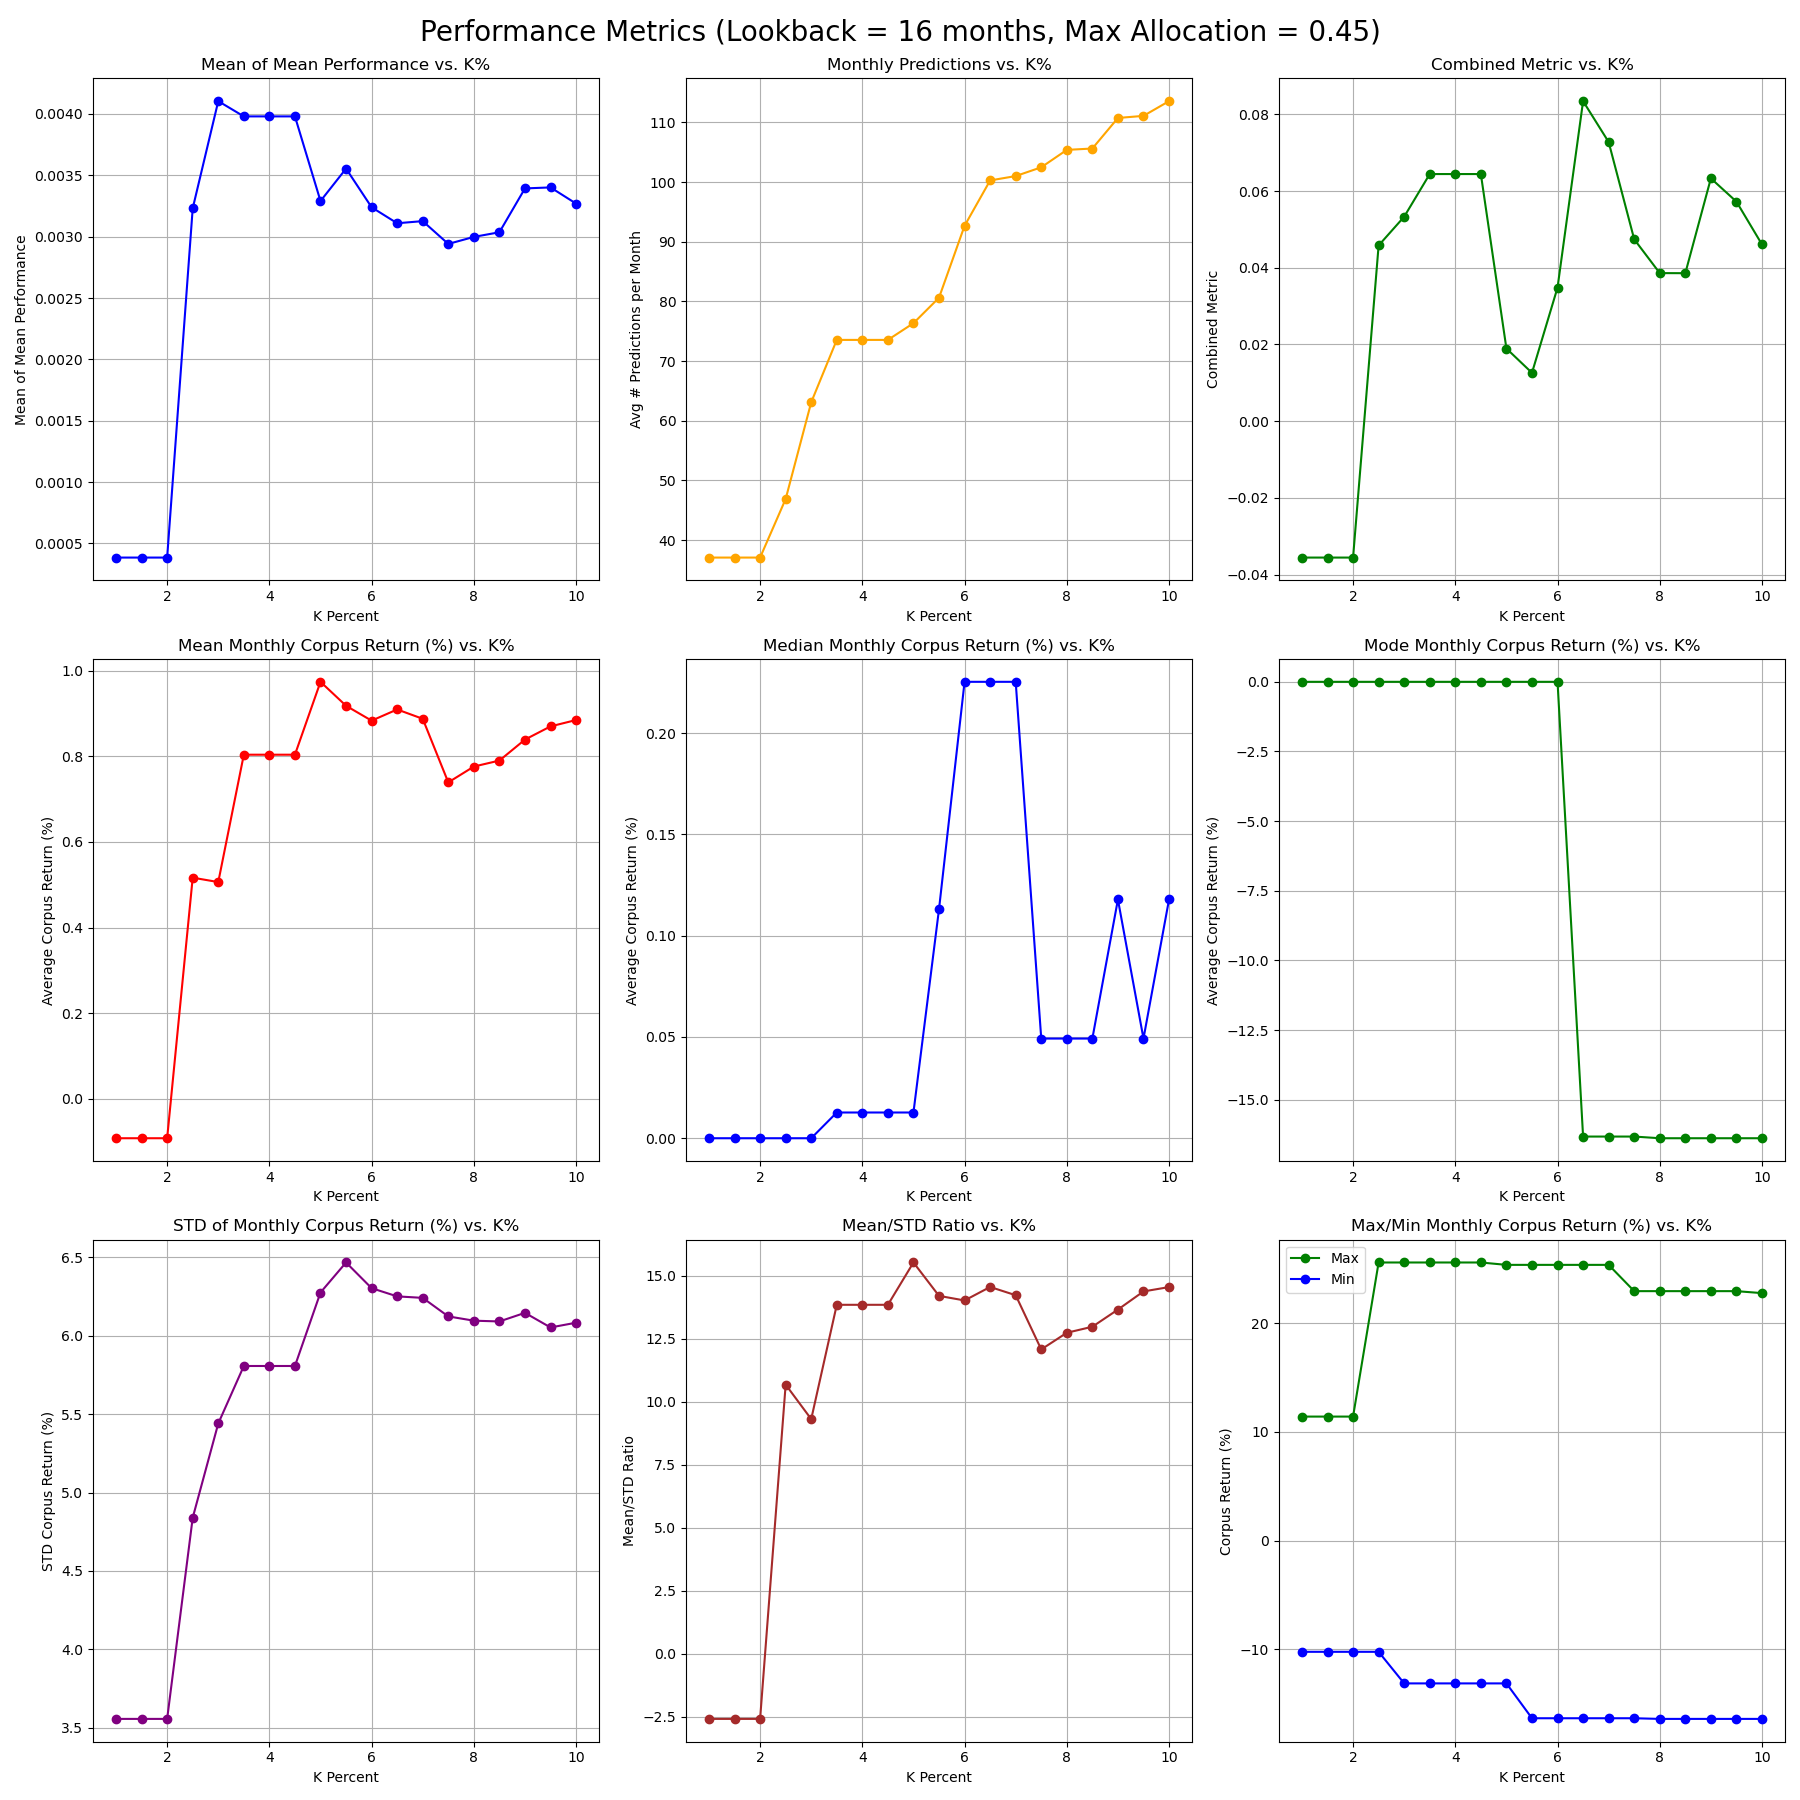 Performance Metrics (Lookback = 16 months, Max Allocation = 0.45)
Mean of Mean Performance vs. K%
Mean of Mean Performance
0.0040
0.0035
0.0030
0.0025
0.0020
0.0015
0.0010
0.0005
2 4 6 8 10
K Percent
Monthly Predictions vs. K%
Avg # Predictions per Month
110
100
90
80
70
60
50
40
2 4 6 8 10
K Percent
Combined Metric vs. K%
Combined Metric
0.08
0.06
0.04
0.02
0.00
−0.02
−0.04
2 4 6 8 10
K Percent
Mean Monthly Corpus Return (%) vs. K%
Average Corpus Return (%)
1.0
0.8
0.6
0.4
0.2
0.0
2 4 6 8 10
K Percent
Median Monthly Corpus Return (%) vs. K%
Average Corpus Return (%)
0.20
0.15
0.10
0.05
0.00
2 4 6 8 10
K Percent
Mode Monthly Corpus Return (%) vs. K%
Average Corpus Return (%)
0.0
−2.5
−5.0
−7.5
−10.0
−12.5
−15.0
2 4 6 8 10
K Percent
STD of Monthly Corpus Return (%) vs. K%
STD Corpus Return (%)
6.5
6.0
5.5
5.0
4.5
4.0
3.5
2 4 6 8 10
K Percent
Mean/STD Ratio vs. K%
Mean/STD Ratio
15.0
12.5
10.0
7.5
5.0
2.5
0.0
−2.5
2 4 6 8 10
K Percent
Max/Min Monthly Corpus Return (%) vs. K%
Max
Min
Corpus Return (%)
20
10
0
−10
2 4 6 8 10
K Percent